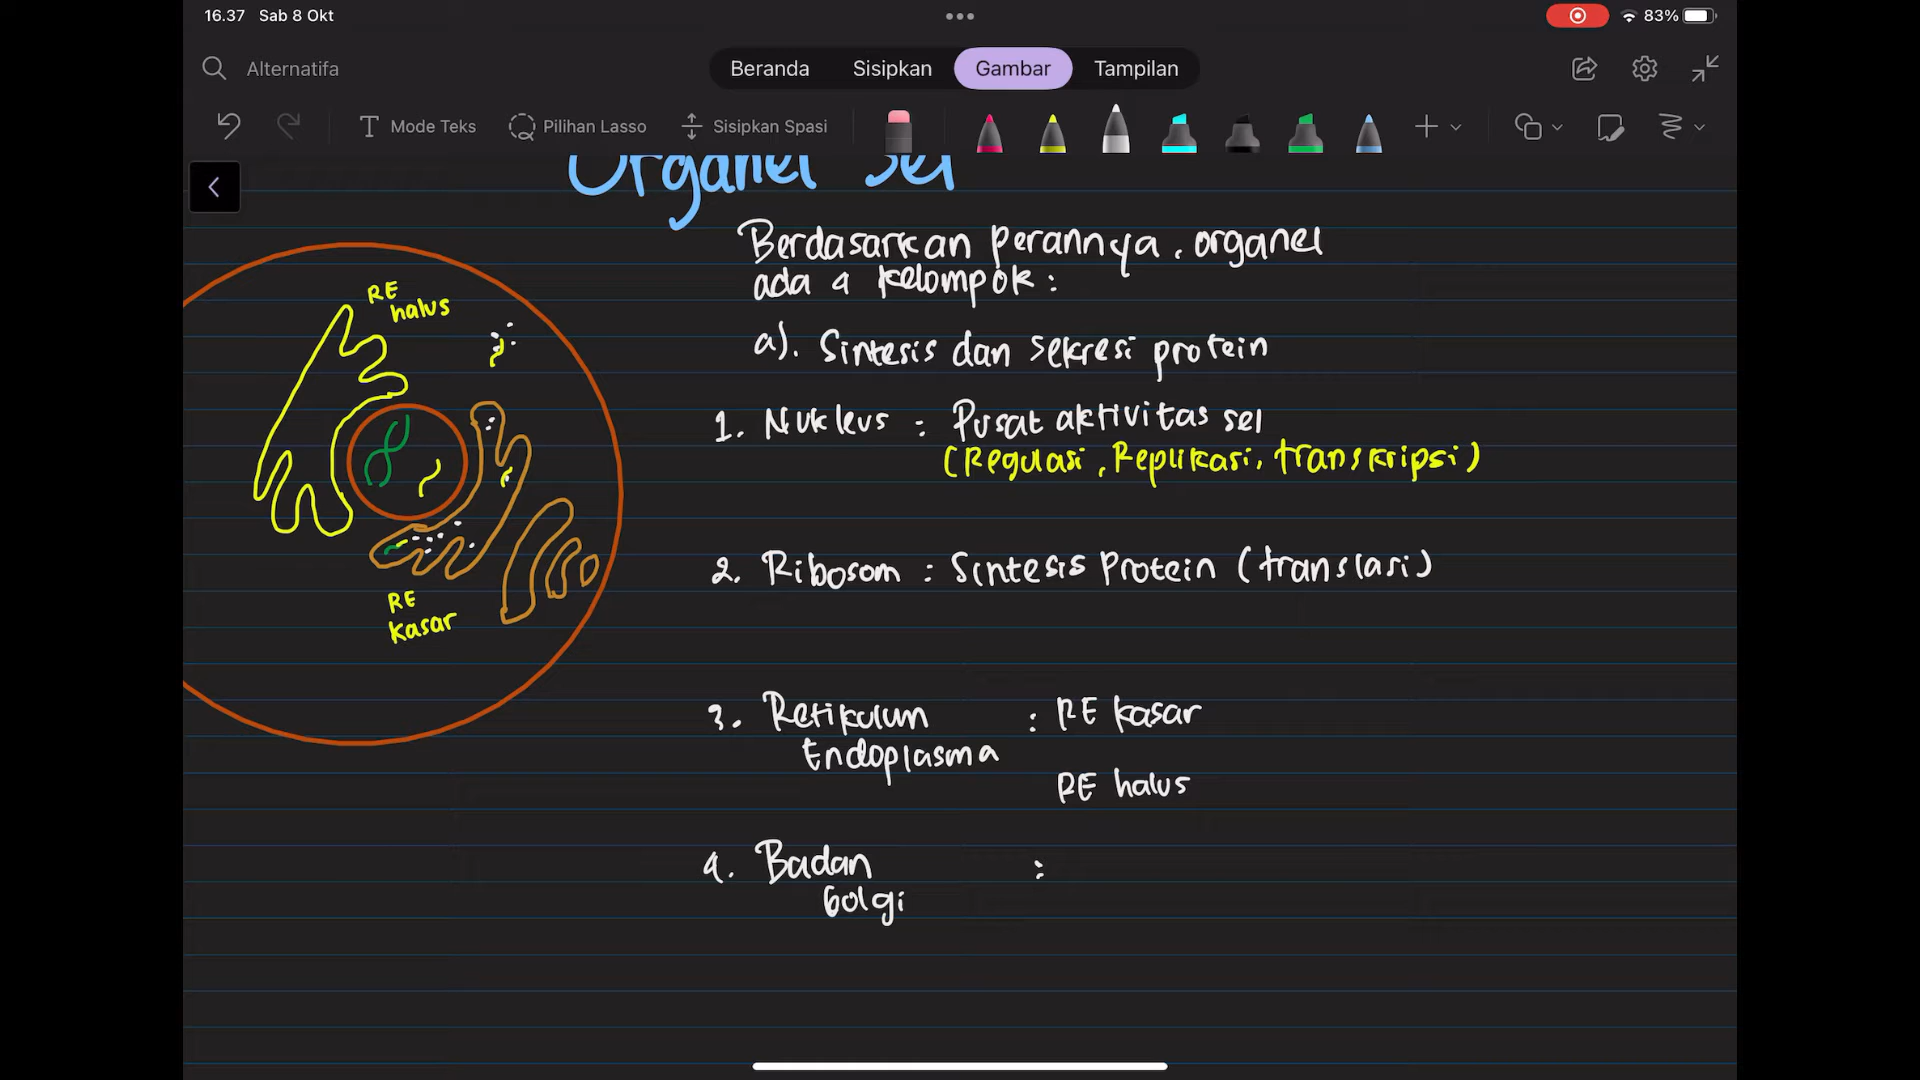 16.37 Sab 8 Okt
83%
Alternatifa
Beranda Sisipkan Gambar Tampilan
Mode Teks Pilihan Lasso Sisipkan Spasi
Organel Sel
Berdasarkan perannya, organel
ada 4 kelompok :
a). Sintesis dan sekresi protein
1. Nukleus : Pusat aktivitas sel
(Regulasi, Replikasi, transkripsi)
2. Ribosom : Sintesis Protein (translasi)
3. Retikulum : RE kasar
Endoplasma
RE halus
4. Badan :
Golgi
RE
halus
RE
kasar